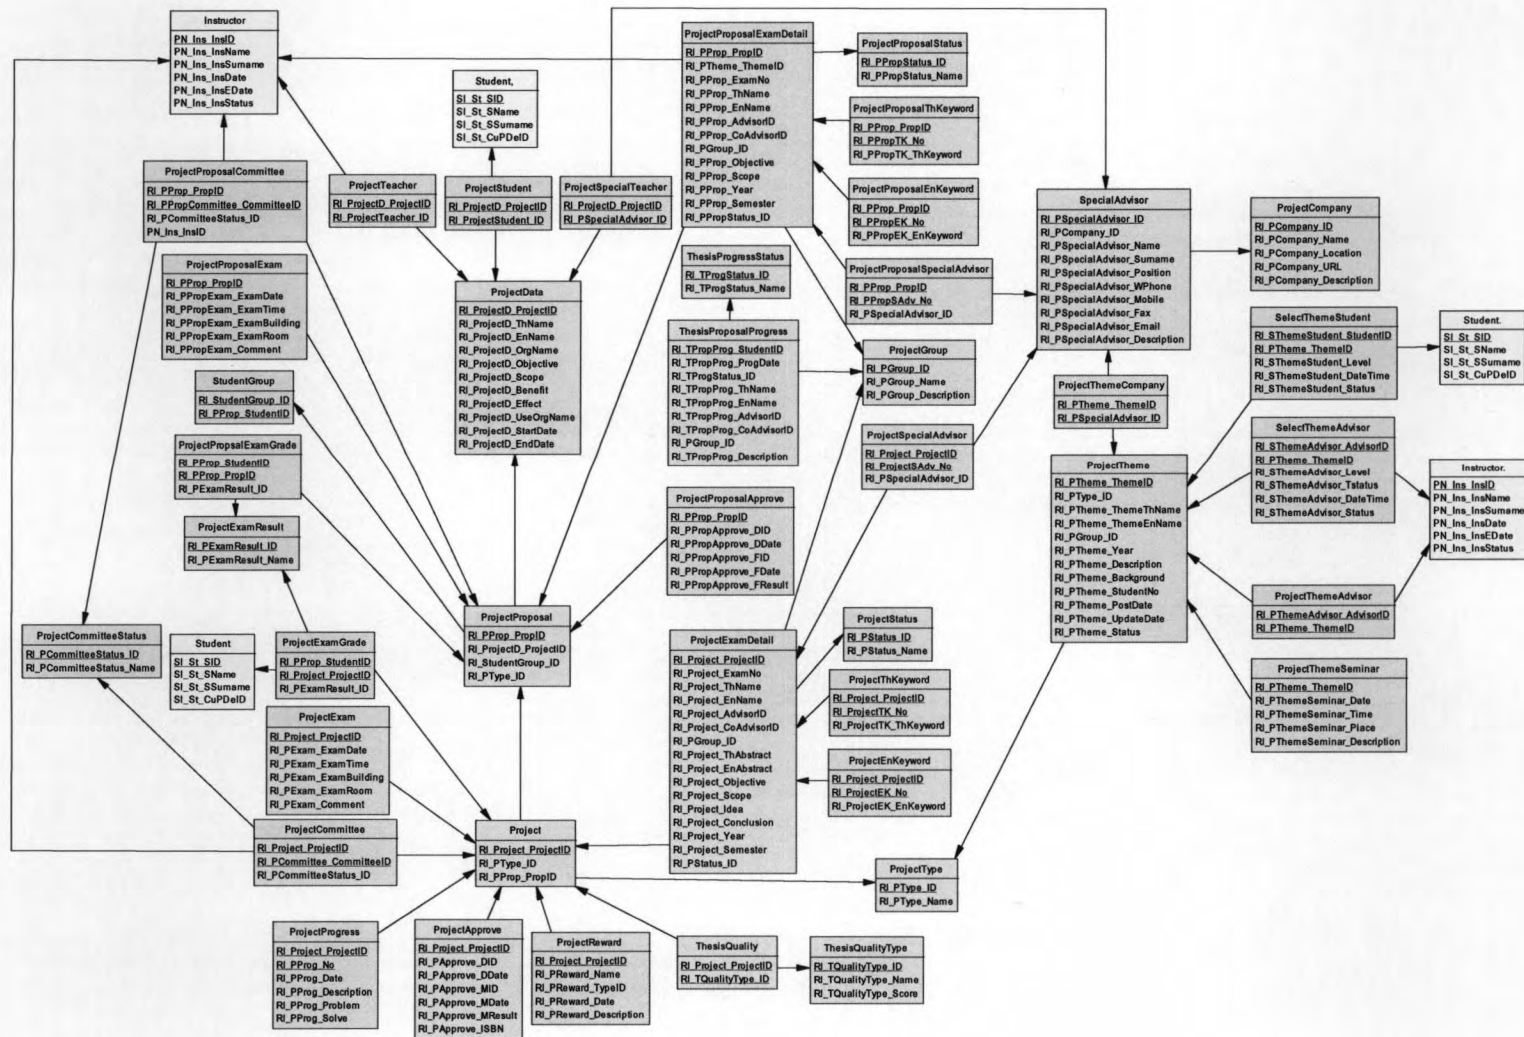 Instructor
PN_Ins_InsID
PN_Ins_InsName
PN_Ins_InsSurname
PN_Ins_InsDate
PN_Ins_InsEDate
PN_Ins_InsStatus
ProjectProposalCommittee
RI_PProp_PropID
RI_PPropCommittee_CommitteeID
RI_PCommitteeStatus_ID
PN_Ins_InsID
ProjectProposalExam
RI_PProp_PropID
RI_PPropExam_ExamDate
RI_PPropExam_ExamTime
RI_PPropExam_ExamBuilding
RI_PPropExam_ExamRoom
RI_PPropExam_Comment
StudentGroup
RI_StudentGroup_ID
RI_PProp_StudentID
ProjectPropsalExamGrade
RI_PProp_StudentID
RI_PProp_PropID
RI_PExamResult_ID
ProjectExamResult
RI_PExamResult_ID
RI_PExamResult_Name
ProjectCommitteeStatus
RI_PCommitteeStatus_ID
RI_PCommitteeStatus_Name
Student
SI_St_SID
SI_St_SName
SI_St_SSurname
SI_St_CuPDeID
ProjectExamGrade
RI_PProp_StudentID
RI_Project_ProjectID
RI_PExamResult_ID
ProjectExam
RI_Project_ProjectID
RI_PExam_ExamDate
RI_PExam_ExamTime
RI_PExam_ExamBuilding
RI_PExam_ExamRoom
RI_PExam_Comment
ProjectCommittee
RI_Project_ProjectID
RI_PCommittee_CommitteeID
RI_PCommitteeStatus_ID
ProjectProgress
RI_Project_ProjectID
RI_PProg_No
RI_PProg_Date
RI_PProg_Description
RI_PProg_Problem
RI_PProg_Solve
Student,
SI_St_SID
SI_St_SName
SI_St_SSurname
SI_St_CuPDeID
ProjectTeacher
RI_ProjectD_ProjectID
RI_ProjectTeacher_ID
ProjectStudent
RI_ProjectD_ProjectID
RI_ProjectStudent_ID
ProjectSpecialTeacher
RI_ProjectD_ProjectID
RI_PSpecialAdvisor_ID
ProjectData
RI_ProjectD_ProjectID
RI_ProjectD_ThName
RI_ProjectD_EnName
RI_ProjectD_OrgName
RI_ProjectD_Objective
RI_ProjectD_Scope
RI_ProjectD_Benefit
RI_ProjectD_Effect
RI_ProjectD_UseOrgName
RI_ProjectD_StartDate
RI_ProjectD_EndDate
ProjectProposal
RI_PProp_PropID
RI_ProjectD_ProjectID
RI_StudentGroup_ID
RI_PType_ID
Project
RI_Project_ProjectID
RI_PType_ID
RI_PProp_PropID
ProjectApprove
RI_Project_ProjectID
RI_PApprove_DID
RI_PApprove_DDate
RI_PApprove_MID
RI_PApprove_MDate
RI_PApprove_MResult
RI_PApprove_ISBN
ProjectReward
RI_Project_ProjectID
RI_PReward_Name
RI_PReward_TypeID
RI_PReward_Date
RI_PReward_Description
ThesisQuality
RI_Project_ProjectID
RI_TQualityType_ID
ThesisQualityType
RI_TQualityType_ID
RI_TQualityType_Name
RI_TQualityType_Score
ProjectProposalExamDetail
RI_PProp_PropID
RI_PTheme_ThemeID
RI_PProp_ExamNo
RI_PProp_ThName
RI_PProp_EnName
RI_PProp_AdvisorID
RI_PProp_CoAdvisorID
RI_PGroup_ID
RI_PProp_Objective
RI_PProp_Scope
RI_PProp_Year
RI_PProp_Semester
RI_PPropStatus_ID
ThesisProgressStatus
RI_TProgStatus_ID
RI_TProgStatus_Name
ThesisProposalProgress
RI_TPropProg_StudentID
RI_TPropProg_ProgDate
RI_TProgStatus_ID
RI_TPropProg_ThName
RI_TPropProg_EnName
RI_TPropProg_AdvisorID
RI_TPropProg_CoAdvisorID
RI_PGroup_ID
RI_TPropProg_Description
ProjectProposalApprove
RI_PProp_PropID
RI_PPropApprove_DID
RI_PPropApprove_DDate
RI_PPropApprove_FID
RI_PPropApprove_FDate
RI_PPropApprove_FResult
ProjectExamDetail
RI_Project_ProjectID
RI_Project_ExamNo
RI_Project_ThName
RI_Project_EnName
RI_Project_AdvisorID
RI_Project_CoAdvisorID
RI_PGroup_ID
RI_Project_ThAbstract
RI_Project_EnAbstract
RI_Project_Objective
RI_Project_Scope
RI_Project_Idea
RI_Project_Conclusion
RI_Project_Year
RI_Project_Semester
RI_PStatus_ID
ProjectProposalStatus
RI_PPropStatus_ID
RI_PPropStatus_Name
ProjectProposalThKeyword
RI_PProp_PropID
RI_PPropTK_No
RI_PPropTK_ThKeyword
ProjectProposalEnKeyword
RI_PProp_PropID
RI_PPropEK_No
RI_PPropEK_EnKeyword
ProjectProposalSpecialAdvisor
RI_PProp_PropID
RI_PPropSAdv_No
RI_PSpecialAdvisor_ID
ProjectGroup
RI_PGroup_ID
RI_PGroup_Name
RI_PGroup_Description
ProjectSpecialAdvisor
RI_Project_ProjectID
RI_ProjectSAdv_No
RI_PSpecialAdvisor_ID
ProjectStatus
RI_PStatus_ID
RI_PStatus_Name
ProjectThKeyword
RI_Project_ProjectID
RI_ProjectTK_No
RI_ProjectTK_ThKeyword
ProjectEnKeyword
RI_Project_ProjectID
RI_ProjectEK_No
RI_ProjectEK_EnKeyword
ProjectType
RI_PType_ID
RI_PType_Name
SpecialAdvisor
RI_PSpecialAdvisor_ID
RI_PCompany_ID
RI_PSpecialAdvisor_Name
RI_PSpecialAdvisor_Surname
RI_PSpecialAdvisor_Position
RI_PSpecialAdvisor_WPhone
RI_PSpecialAdvisor_Mobile
RI_PSpecialAdvisor_Fax
RI_PSpecialAdvisor_Email
RI_PSpecialAdvisor_Description
ProjectThemeCompany
RI_PTheme_ThemeID
RI_PSpecialAdvisor_ID
ProjectTheme
RI_PTheme_ThemeID
RI_PType_ID
RI_PTheme_ThemeThName
RI_PTheme_ThemeEnName
RI_PGroup_ID
RI_PTheme_Year
RI_PTheme_Description
RI_PTheme_Background
RI_PTheme_StudentNo
RI_PTheme_PostDate
RI_PTheme_UpdateDate
RI_PTheme_Status
ProjectCompany
RI_PCompany_ID
RI_PCompany_Name
RI_PCompany_Location
RI_PCompany_URL
RI_PCompany_Description
SelectThemeStudent
RI_SThemeStudent_StudentID
RI_PTheme_ThemeID
RI_SThemeStudent_Level
RI_SThemeStudent_DateTime
RI_SThemeStudent_Status
Student.
SI_St_SID
SI_St_SName
SI_St_SSurname
SI_St_CuPDeID
SelectThemeAdvisor
RI_SThemeAdvisor_AdvisorID
RI_PTheme_ThemeID
RI_SThemeAdvisor_Level
RI_SThemeAdvisor_Tstatus
RI_SThemeAdvisor_DateTime
RI_SThemeAdvisor_Status
Instructor.
PN_Ins_InsID
PN_Ins_InsName
PN_Ins_InsSurname
PN_Ins_InsDate
PN_Ins_InsEDate
PN_Ins_InsStatus
ProjectThemeAdvisor
RI_PThemeAdvisor_AdvisorID
RI_PTheme_ThemeID
ProjectThemeSeminar
RI_PTheme_ThemeID
RI_PThemeSeminar_Date
RI_PThemeSeminar_Time
RI_PThemeSeminar_Place
RI_PThemeSeminar_Description